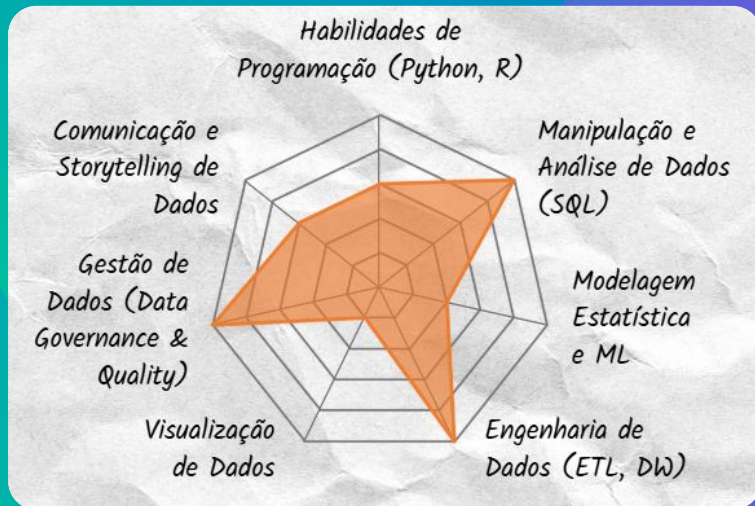 Habilidades de
Programação (Python, R)
Manipulação e
Análise de Dados
(SQL)
Modelagem
Estatística
e ML
Engenharia de
Dados (ETL, DW)
Visualização
de Dados
Gestão de
Dados (Data
Governance &
Quality)
Comunicação e
Storytelling de
Dados